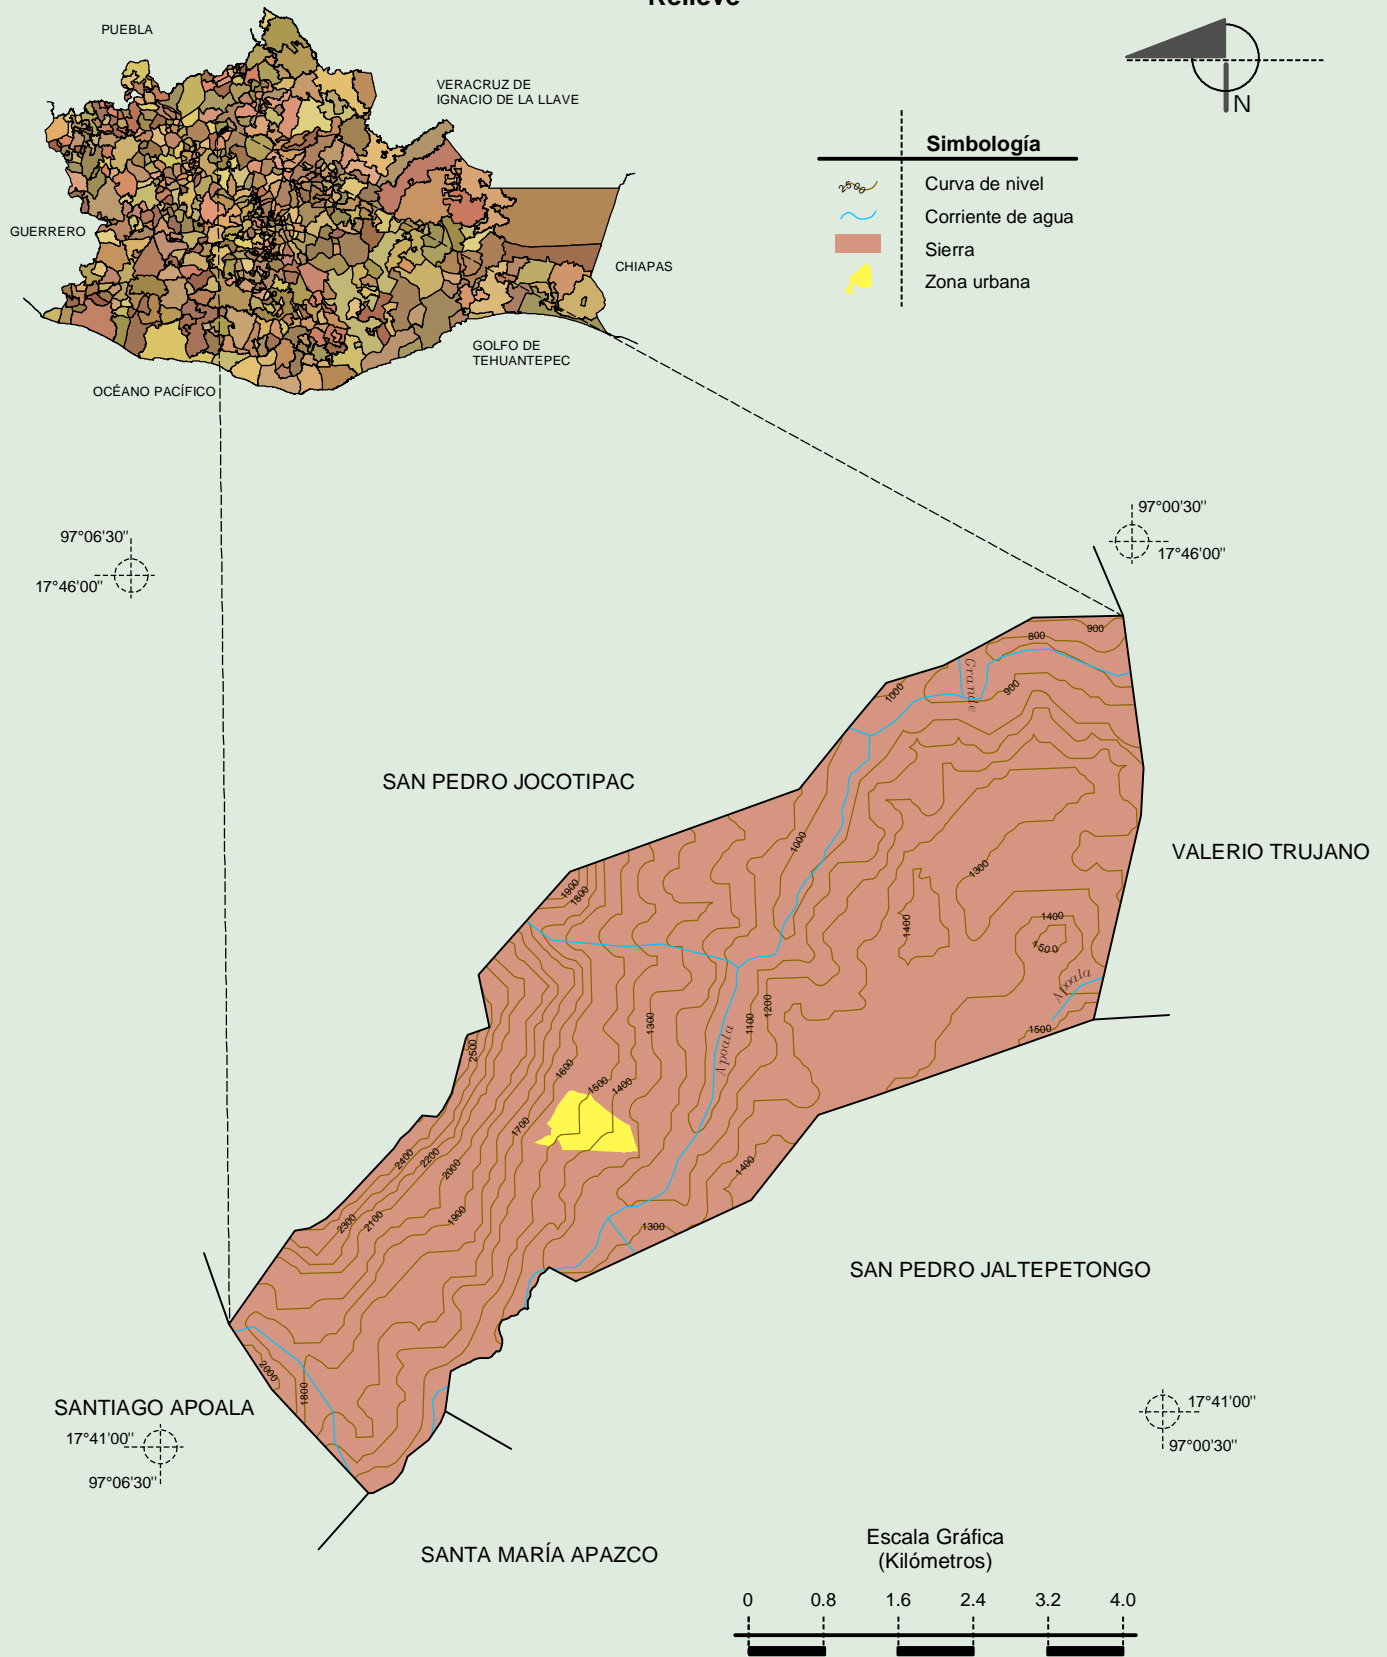 Relieve
PUEBLA
VERACRUZ DE
IGNACIO DE LA LLAVE
GUERRERO
CHIAPAS
GOLFO DE
TEHUANTEPEC
OCÉANO PACÍFICO
N
Simbología
2500
Curva de nivel
Corriente de agua
Sierra
Zona urbana
97°06'30"
17°46'00"
97°00'30"
17°46'00"
900
800
Grande
900
1000
SAN PEDRO JOCOTIPAC
1000
VALERIO TRUJANO
1300
1900
1800
1400
1400
1500
Apoala
1200
1300
1100
1500
Apoala
2500
1600
1500
1400
1700
2400
2200
2000
1400
2300
2100
1900
1300
SAN PEDRO JALTEPETONGO
2000
1800
SANTIAGO APOALA
17°41'00"
97°06'30"
17°41'00"
97°00'30"
SANTA MARÍA APAZCO
Escala Gráfica
(Kilómetros)
0 0.8 1.6 2.4 3.2 4.0